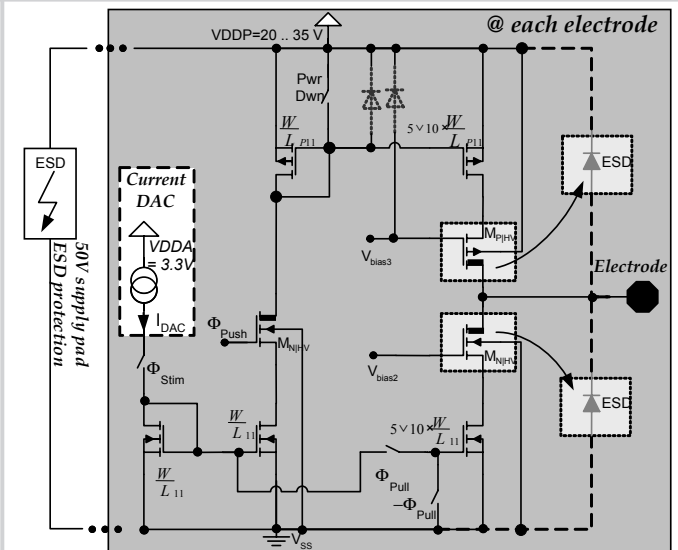 @ each electrode
VDDP=20 .. 35 V
Pwr
Dwn
W
L P11
5∨10 × W
L P11
ESD
Current
DAC
VDDA
= 3.3V
I DAC
Φ Stim
50V supply pad
ESD protection
ESD
M P|HV
V bias3
Electrode
Φ Push
M N|HV
M N|HV
V bias2
ESD
W
L 11
W
L 11
5∨10 × W
L 11
Φ Pull
¬Φ Pull
V SS